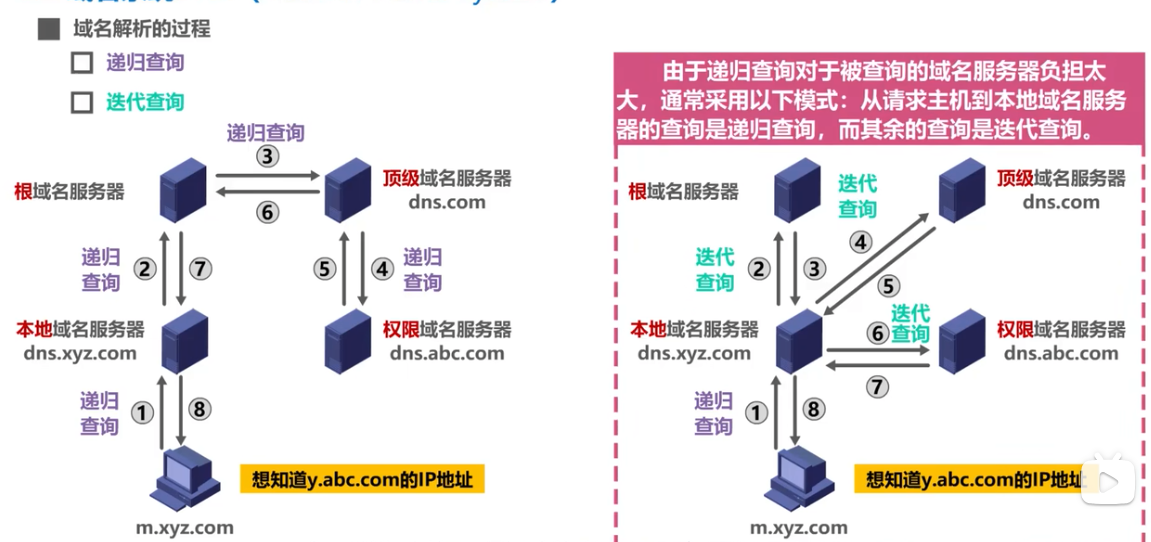 域名解析的过程
递归查询
迭代查询
递归查询
③
根域名服务器
顶级域名服务器
dns.com
⑥
递归
查询
②
⑦
⑤
④
递归
查询
本地域名服务器
dns.xyz.com
权限域名服务器
dns.abc.com
递归
查询
①
⑧
想知道y.abc.com的IP地址
m.xyz.com
由于递归查询对于被查询的域名服务器负担太
大，通常采用以下模式：从请求主机到本地域名服务
器的查询是递归查询，而其余的查询是迭代查询。
根域名服务器
迭代
查询
顶级域名服务器
dns.com
迭代
查询
②
③
④
⑤
本地域名服务器
dns.xyz.com
迭代
查询
⑥
⑦
权限域名服务器
dns.abc.com
递归
查询
①
⑧
想知道y.abc.com的IP地址
m.xyz.com